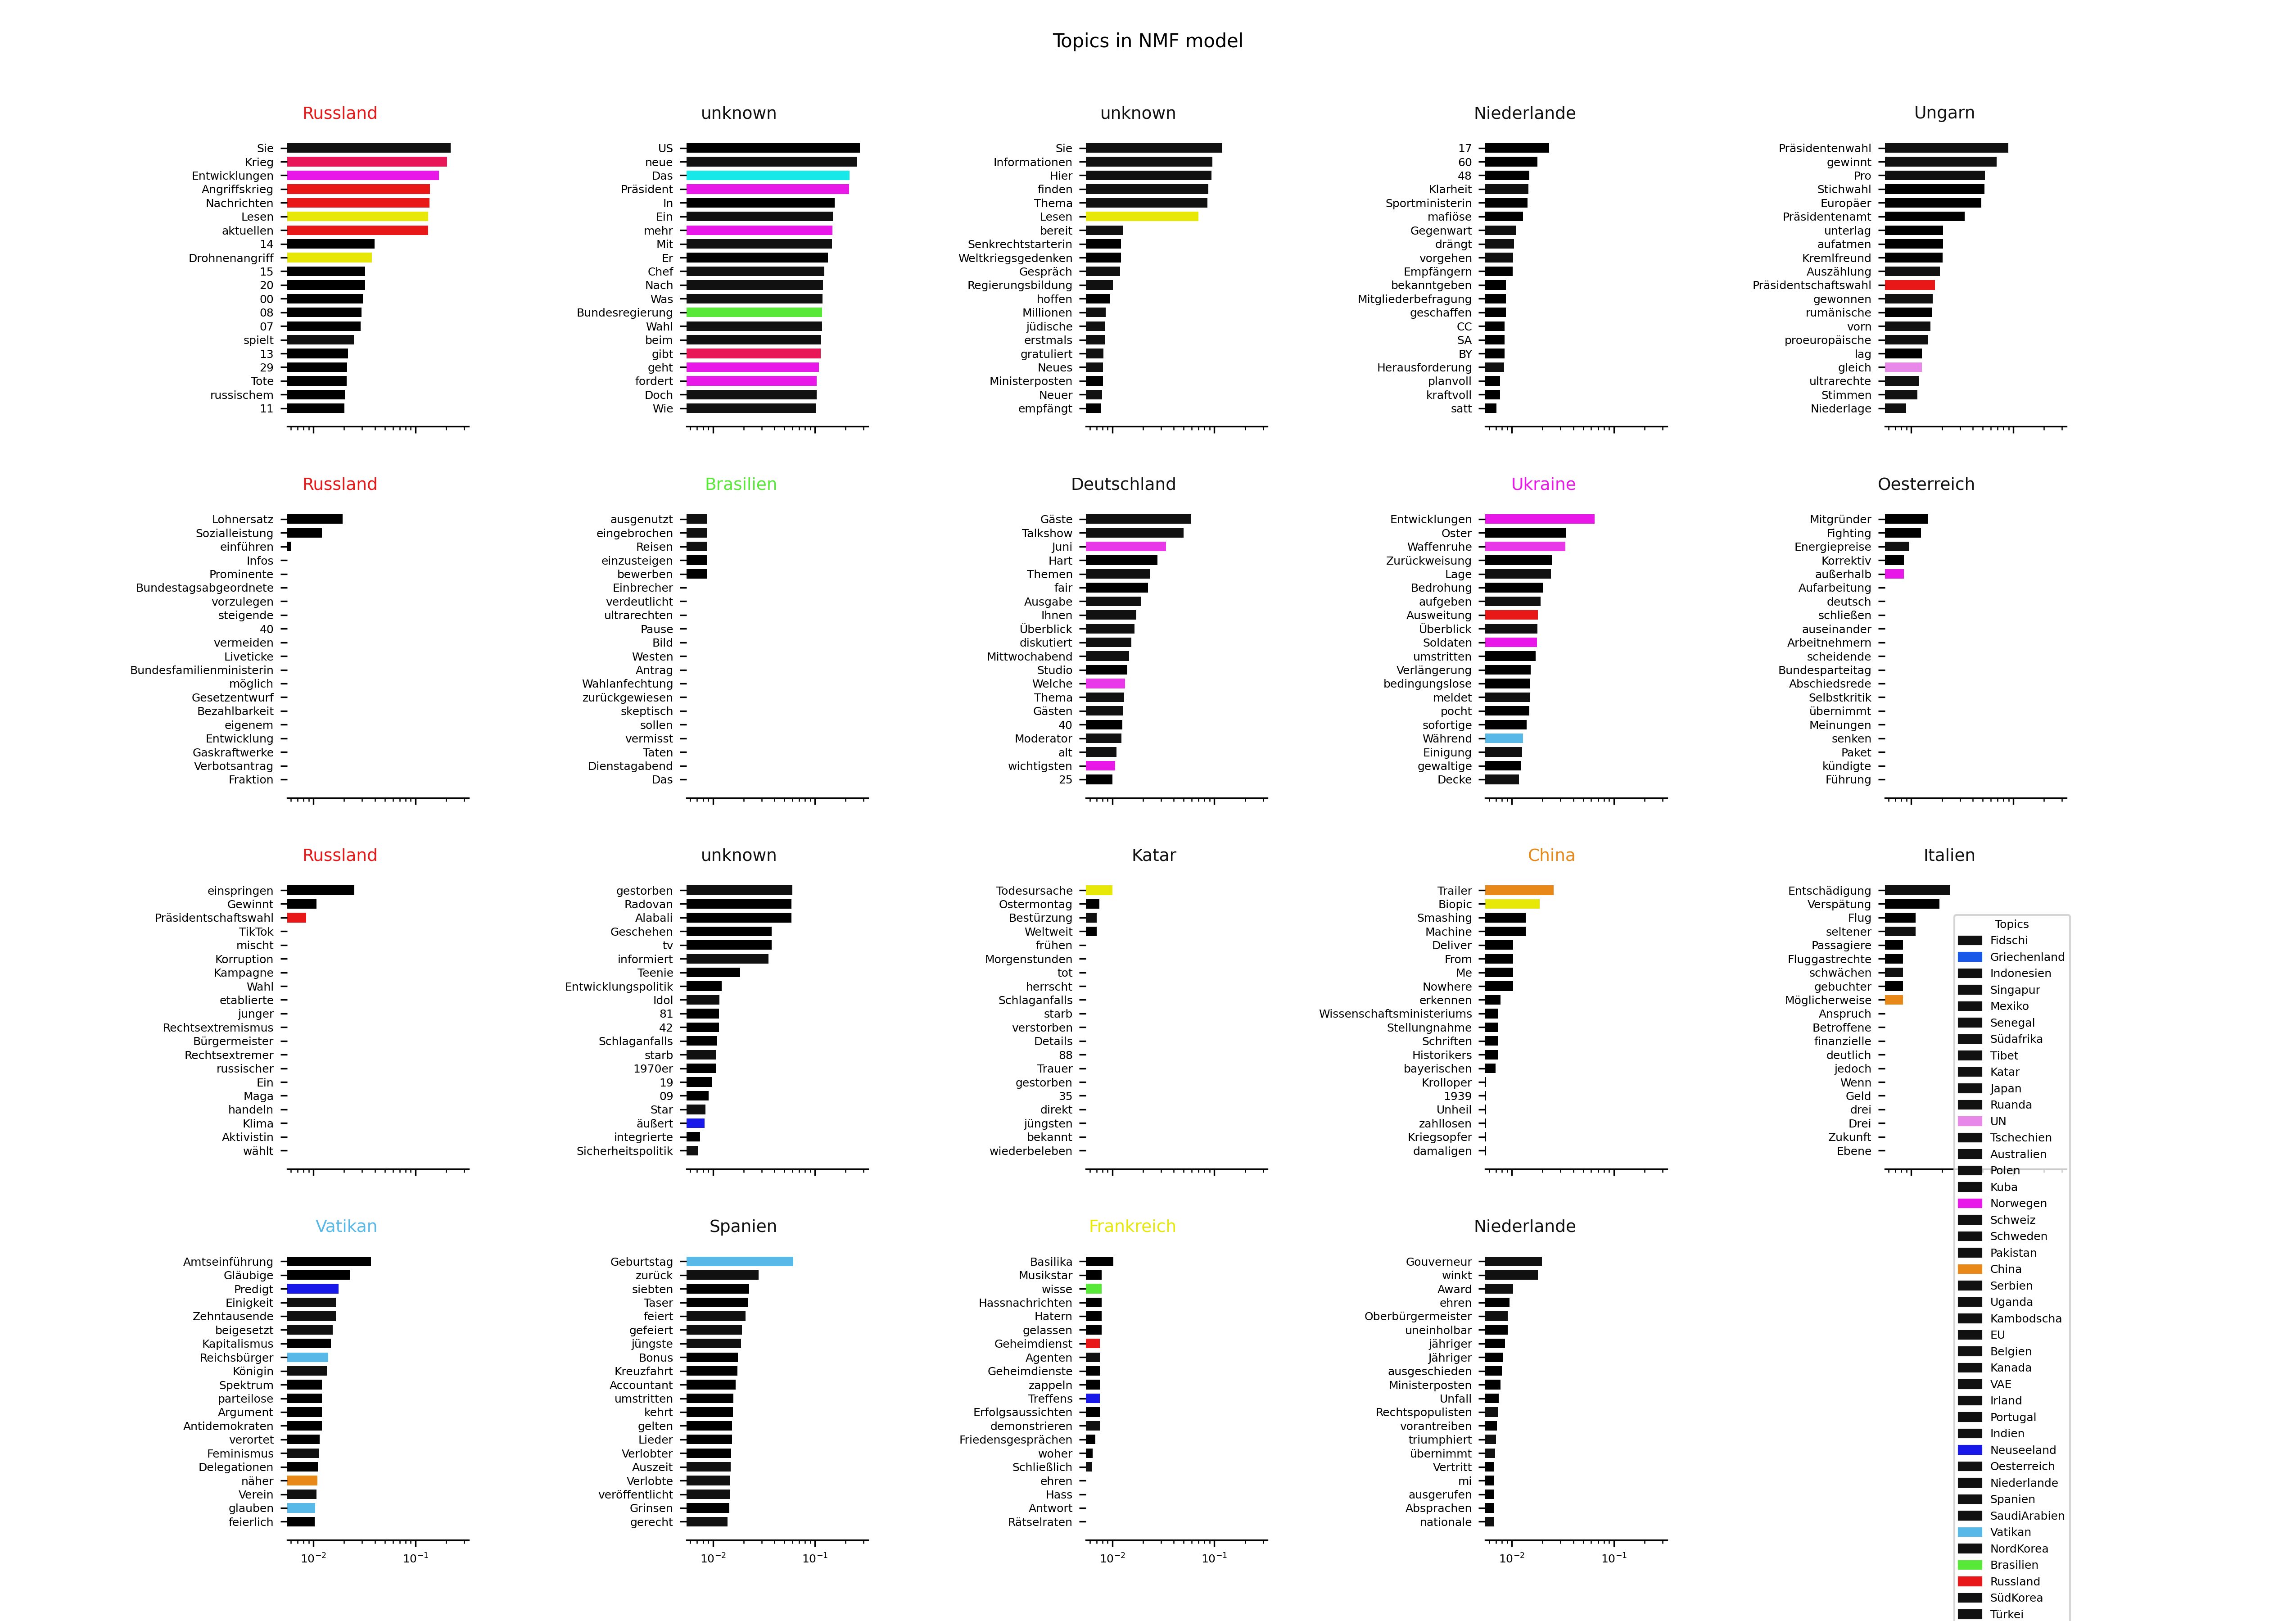 Topics in NMF model
Russland
Sie
Krieg
Entwicklungen
Angriffskrieg
Nachrichten
Lesen
aktuellen
14
Drohnenangriff
15
20
00
08
07
spielt
13
29
Tote
russischem
11
unknown
US
neue
Das
Präsident
In
Ein
mehr
Mit
Er
Chef
Nach
Was
Bundesregierung
Wahl
beim
gibt
geht
fordert
Doch
Wie
unknown
Sie
Informationen
Hier
finden
Thema
Lesen
bereit
Senkrechtstarterin
Weltkriegsgedenken
Gespräch
Regierungsbildung
hoffen
Millionen
jüdische
erstmals
gratuliert
Neues
Ministerposten
Neuer
empfängt
Niederlande
17
60
48
Klarheit
Sportministerin
mafiöse
Gegenwart
drängt
vorgehen
Empfängern
bekanntgeben
Mitgliederbefragung
geschaffen
CC
SA
BY
Herausforderung
planvoll
kraftvoll
satt
Ungarn
Präsidentenwahl
gewinnt
Pro
Stichwahl
Europäer
Präsidentenamt
unterlag
aufatmen
Kremlfreund
Auszählung
Präsidentschaftswahl
gewonnen
rumänische
vorn
proeuropäische
lag
gleich
ultrarechte
Stimmen
Niederlage
Russland
Lohnersatz
Sozialleistung
einführen
Infos
Prominente
Bundestagsabgeordnete
vorzulegen
steigende
40
vermeiden
Liveticke
Bundesfamilienministerin
möglich
Gesetzentwurf
Bezahlbarkeit
eigenem
Entwicklung
Gaskraftwerke
Verbotsantrag
Fraktion
Brasilien
ausgenutzt
eingebrochen
Reisen
einzusteigen
bewerben
Einbrecher
verdeutlicht
ultrarechten
Pause
Bild
Westen
Antrag
Wahlanfechtung
zurückgewiesen
skeptisch
sollen
vermisst
Taten
Dienstagabend
Das
Deutschland
Gäste
Talkshow
Juni
Hart
Themen
fair
Ausgabe
Ihnen
Überblick
diskutiert
Mittwochabend
Studio
Welche
Thema
Gästen
40
Moderator
alt
wichtigsten
25
Ukraine
Entwicklungen
Oster
Waffenruhe
Zurückweisung
Lage
Bedrohung
aufgeben
Ausweitung
Überblick
Soldaten
umstritten
Verlängerung
bedingungslose
meldet
pocht
sofortige
Während
Einigung
gewaltige
Decke
Oesterreich
Mitgründer
Fighting
Energiepreise
Korrektiv
außerhalb
Aufarbeitung
deutsch
schließen
auseinander
Arbeitnehmern
scheidende
Bundesparteitag
Abschiedsrede
Selbstkritik
übernimmt
Meinungen
senken
Paket
kündigte
Führung
Russland
einspringen
Gewinnt
Präsidentschaftswahl
TikTok
mischt
Korruption
Kampagne
Wahl
etablierte
junger
Rechtsextremismus
Bürgermeister
Rechtsextremer
russischer
Ein
Maga
handeln
Klima
Aktivistin
wählt
unknown
gestorben
Radovan
Alabali
Geschehen
tv
informiert
Teenie
Entwicklungspolitik
Idol
81
42
Schlaganfalls
starb
1970er
19
09
Star
äußert
integrierte
Sicherheitspolitik
Katar
Todesursache
Ostermontag
Bestürzung
Weltweit
frühen
Morgenstunden
tot
herrscht
Schlaganfalls
starb
verstorben
Details
88
Trauer
gestorben
35
direkt
jüngsten
bekannt
wiederbeleben
China
Trailer
Biopic
Smashing
Machine
Deliver
From
Me
Nowhere
erkennen
Wissenschaftsministeriums
Stellungnahme
Schriften
Historikers
bayerischen
Krolloper
1939
Unheil
zahllosen
Kriegsopfer
damaligen
Italien
Entschädigung
Verspätung
Flug
seltener
Passagiere
Fluggastrechte
schwächen
gebuchter
Möglicherweise
Anspruch
Betroffene
finanzielle
deutlich
jedoch
Wenn
Geld
drei
Drei
Zukunft
Ebene
Vatikan
Amtseinführung
Gläubige
Predigt
Einigkeit
Zehntausende
beigesetzt
Kapitalismus
Reichsbürger
Königin
Spektrum
parteilose
Argument
Antidemokraten
verortet
Feminismus
Delegationen
näher
Verein
glauben
feierlich
10⁻² 10⁻¹
Spanien
Geburtstag
zurück
siebten
Taser
feiert
gefeiert
jüngste
Bonus
Kreuzfahrt
Accountant
umstritten
kehrt
gelten
Lieder
Verlobter
Auszeit
Verlobte
veröffentlicht
Grinsen
gerecht
10⁻² 10⁻¹
Frankreich
Basilika
Musikstar
wisse
Hassnachrichten
Hatern
gelassen
Geheimdienst
Agenten
Geheimdienste
zappeln
Treffens
Erfolgsaussichten
demonstrieren
Friedensgesprächen
woher
Schließlich
ehren
Hass
Antwort
Rätselraten
10⁻² 10⁻¹
Niederlande
Gouverneur
winkt
Award
ehren
Oberbürgermeister
uneinholbar
jähriger
Jähriger
ausgeschieden
Ministerposten
Unfall
Rechtspopulisten
vorantreiben
triumphiert
übernimmt
Vertritt
mi
ausgerufen
Absprachen
nationale
10⁻² 10⁻¹
Topics
Fidschi
Griechenland
Indonesien
Singapur
Mexiko
Senegal
Südafrika
Tibet
Katar
Japan
Ruanda
UN
Tschechien
Australien
Polen
Kuba
Norwegen
Schweiz
Schweden
Pakistan
China
Serbien
Uganda
Kambodscha
EU
Belgien
Kanada
VAE
Irland
Portugal
Indien
Neuseeland
Oesterreich
Niederlande
Spanien
SaudiArabien
Vatikan
NordKorea
Brasilien
Russland
SüdKorea
Türkei